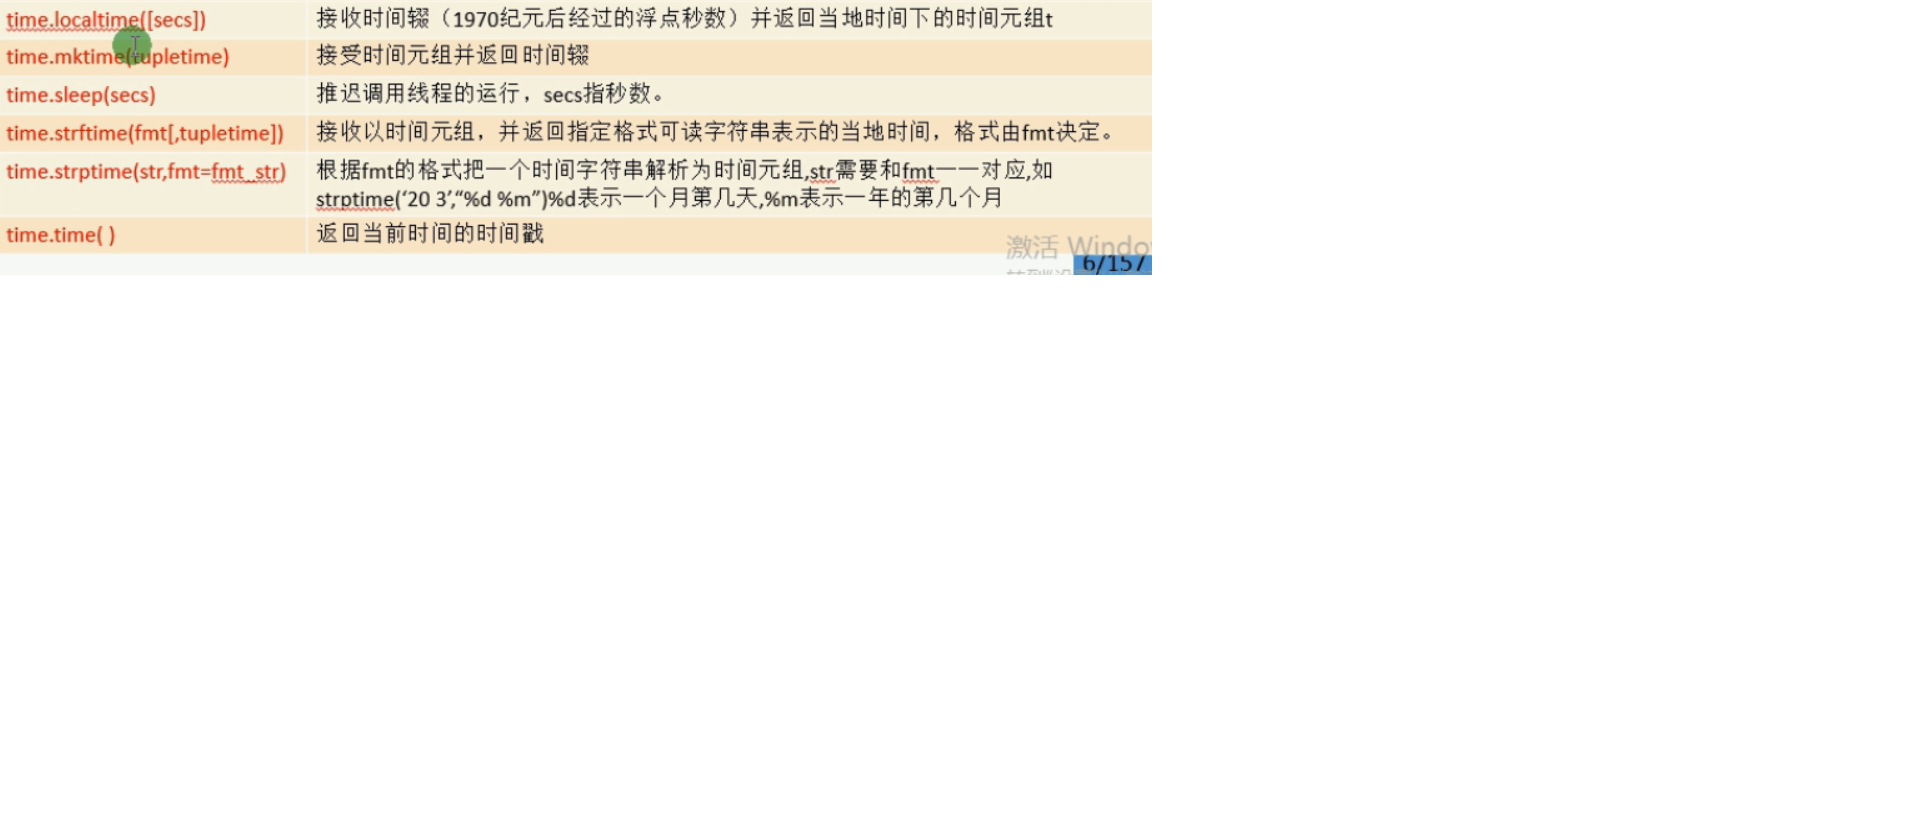 time.localtime([secs]) 接收时间辍（1970纪元后经过的浮点秒数）并返回当地时间下的时间元组t
time.mktime(tupletime) 接受时间元组并返回时间辍
time.sleep(secs) 推迟调用线程的运行，secs指秒数。
time.strftime(fmt[,tupletime]) 接收以时间元组，并返回指定格式可读字符串表示的当地时间，格式由fmt决定。
time.strptime(str,fmt=fmt_str) 根据fmt的格式把一个时间字符串解析为时间元组,str需要和fmt一一对应,如
strptime(‘20 3’,“%d %m”)%d表示一个月第几天,%m表示一年的第几个月
time.time( ) 返回当前时间的时间戳
激活 Windo
6/157